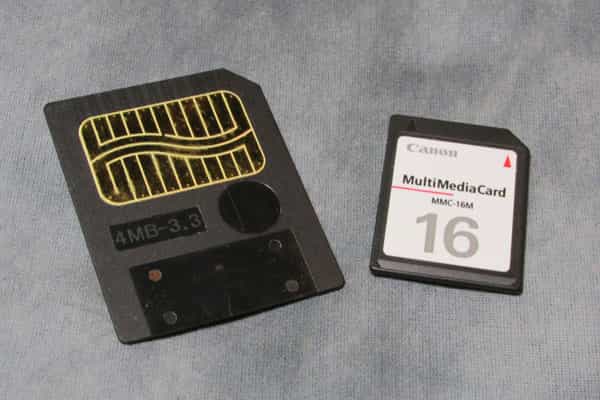 4MB-3.3
Canon
MultiMediaCard
MMC-16M
16